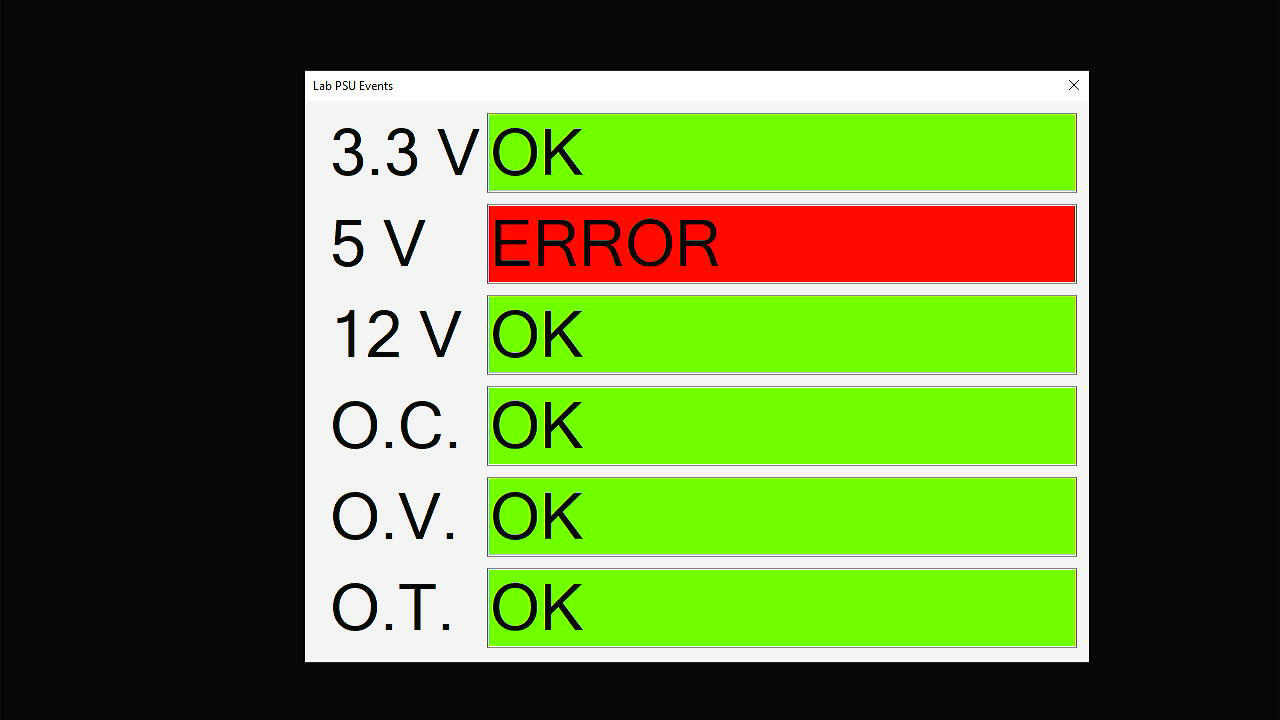 Lab PSU Events
3.3 V OK
5 V ERROR
12 V OK
O.C. OK
O.V. OK
O.T. OK